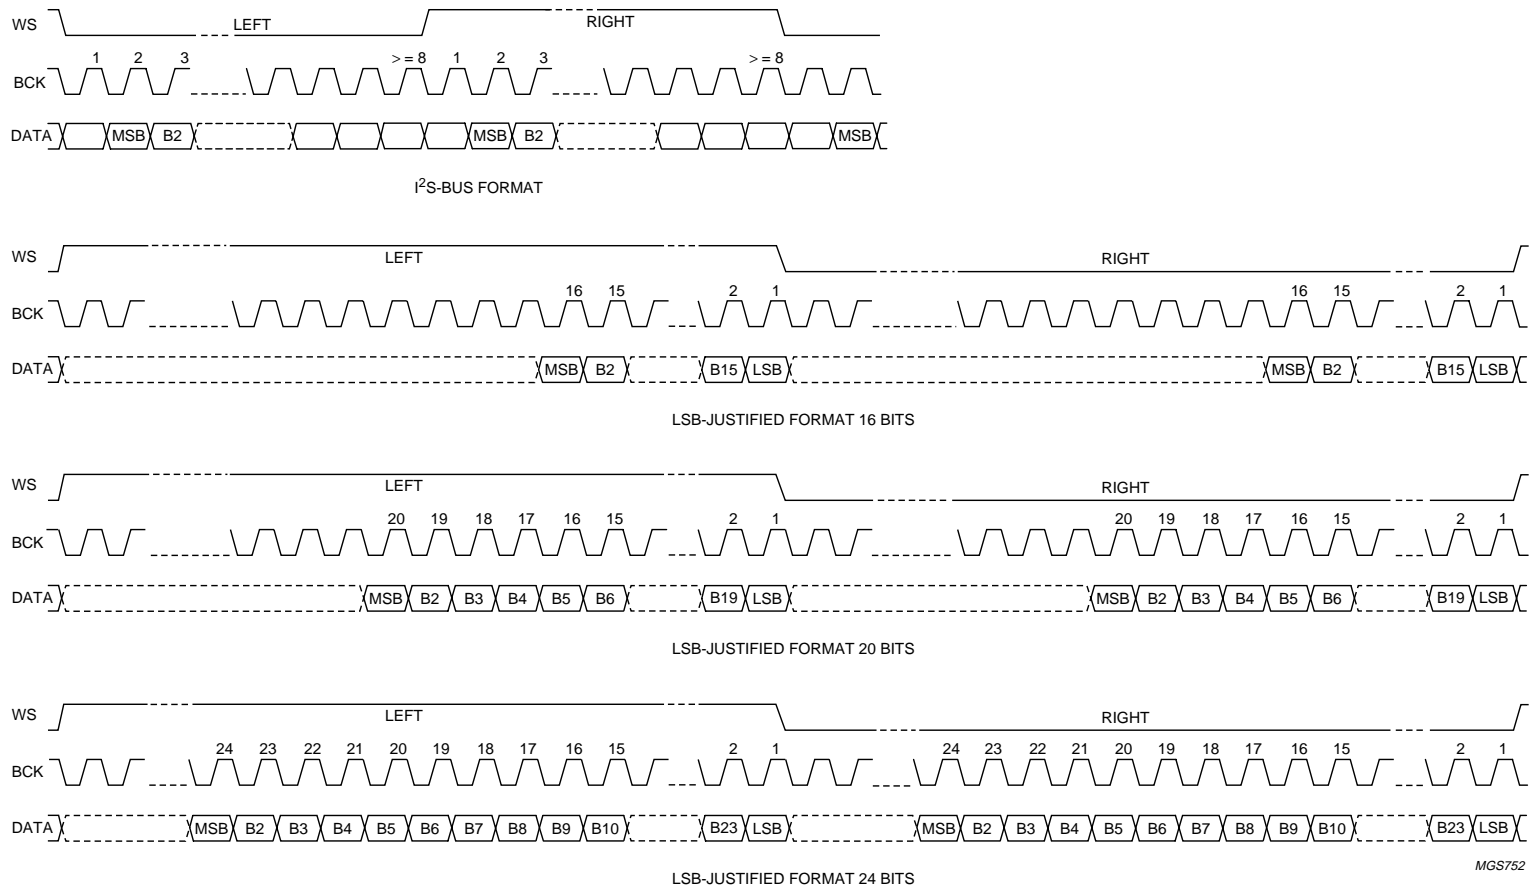 WS LEFT RIGHT
1 2 3 >=8 1 2 3 >=8
BCK
DATA MSB B2 MSB B2 MSB
I²S-BUS FORMAT
WS LEFT RIGHT
16 15 2 1 16 15 2 1
BCK
DATA MSB B2 B15 LSB MSB B2 B15 LSB
LSB-JUSTIFIED FORMAT 16 BITS
WS LEFT RIGHT
20 19 18 17 16 15 2 1 20 19 18 17 16 15 2 1
BCK
DATA MSB B2 B3 B4 B5 B6 B19 LSB MSB B2 B3 B4 B5 B6 B19 LSB
LSB-JUSTIFIED FORMAT 20 BITS
WS LEFT RIGHT
24 23 22 21 20 19 18 17 16 15 2 1 24 23 22 21 20 19 18 17 16 15 2 1
BCK
DATA MSB B2 B3 B4 B5 B6 B7 B8 B9 B10 B23 LSB MSB B2 B3 B4 B5 B6 B7 B8 B9 B10 B23 LSB
MGS752
LSB-JUSTIFIED FORMAT 24 BITS